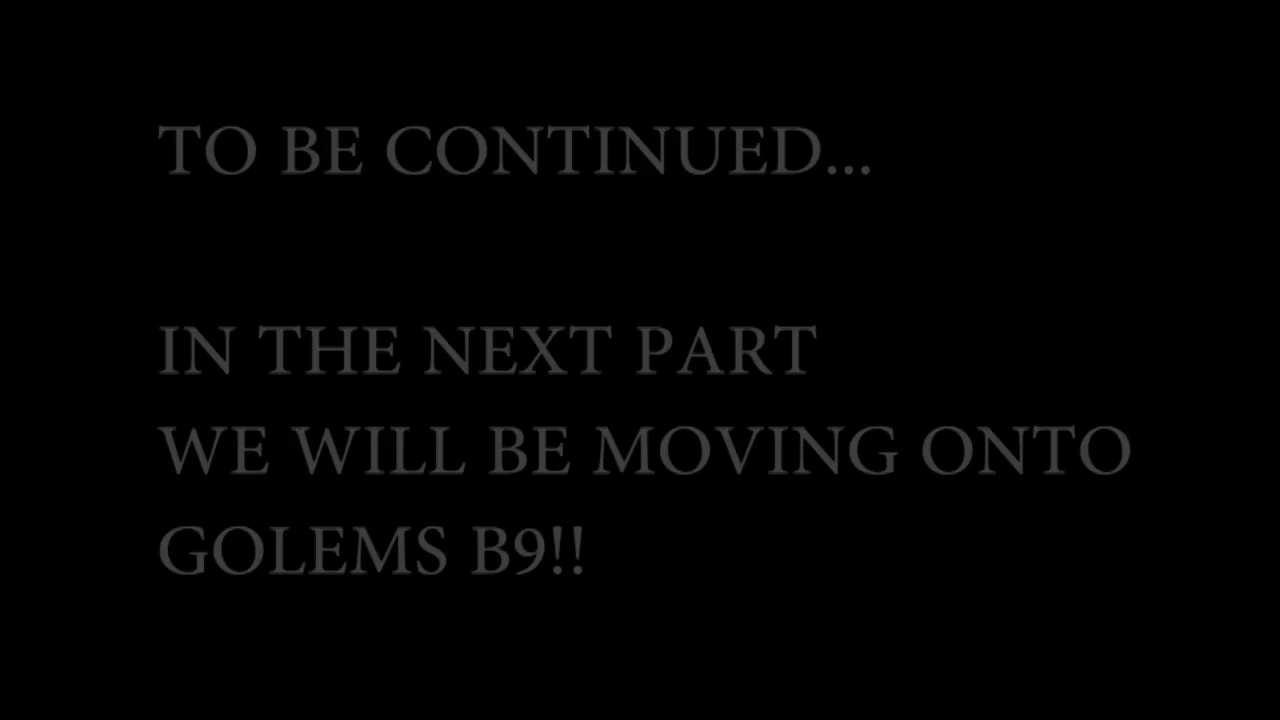 TO BE CONTINUED...
IN THE NEXT PART
WE WILL BE MOVING ONTO
GOLEMS B9!!